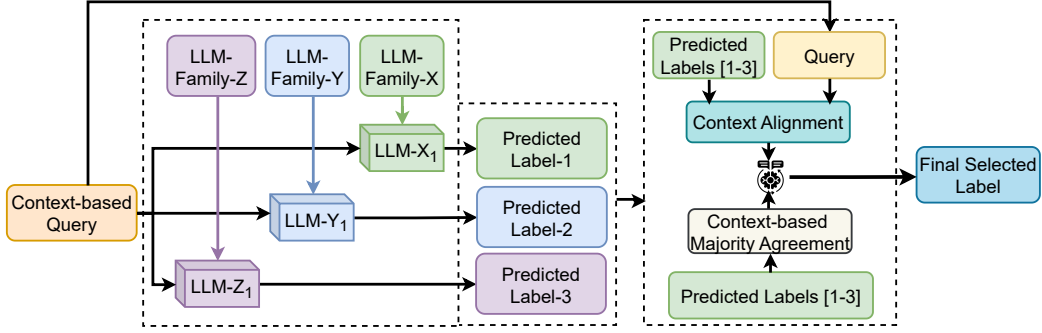 LLM-
Family-Z
LLM-
Family-Y
LLM-
Family-X
Context-based
Query
LLM-X1
LLM-Y1
LLM-Z1
Predicted
Label-1
Predicted
Label-2
Predicted
Label-3
Predicted
Labels [1-3]
Query
Context Alignment
Context-based
Majority Agreement
Predicted Labels [1-3]
Final Selected
Label